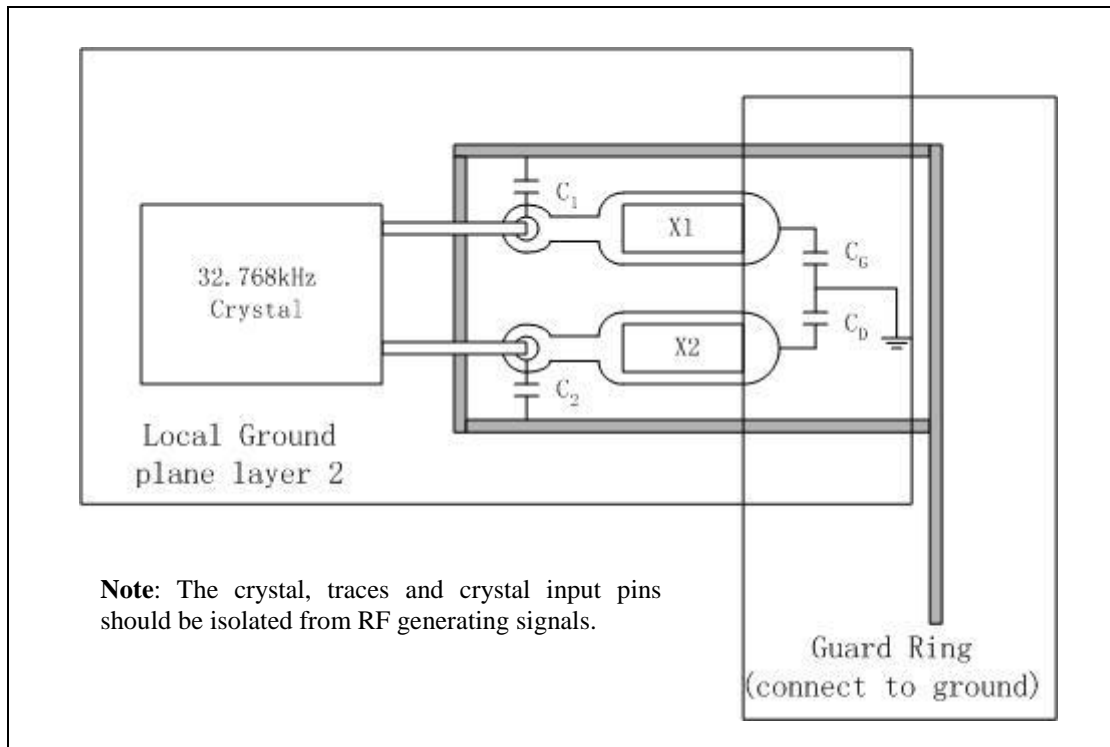 C1
X1
32.768kHz
Crystal
CG
CD
X2
C2
Local Ground
plane layer 2
Note: The crystal, traces and crystal input pins
should be isolated from RF generating signals.
Guard Ring
(connect to ground)